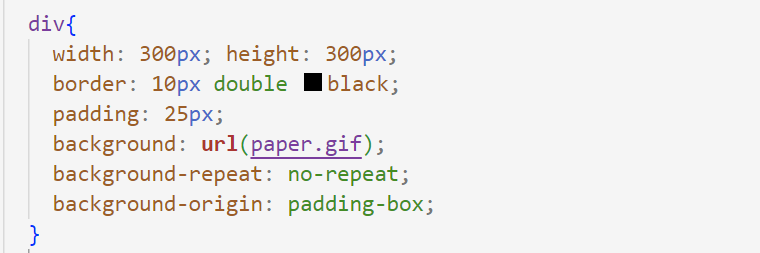 div{
width: 300px; height: 300px;
border: 10px double black;
padding: 25px;
background: url(paper.gif);
background-repeat: no-repeat;
background-origin: padding-box;
}